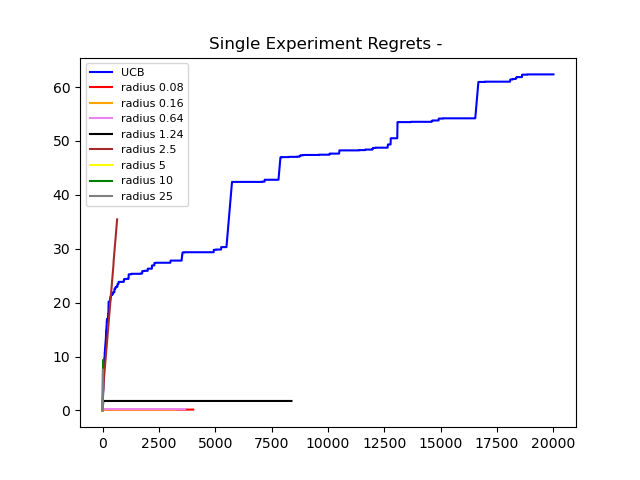 Single Experiment Regrets -
UCB
radius 0.08
radius 0.16
radius 0.64
radius 1.24
radius 2.5
radius 5
radius 10
radius 25
60
50
40
30
20
10
0
0 2500 5000 7500 10000 12500 15000 17500 20000